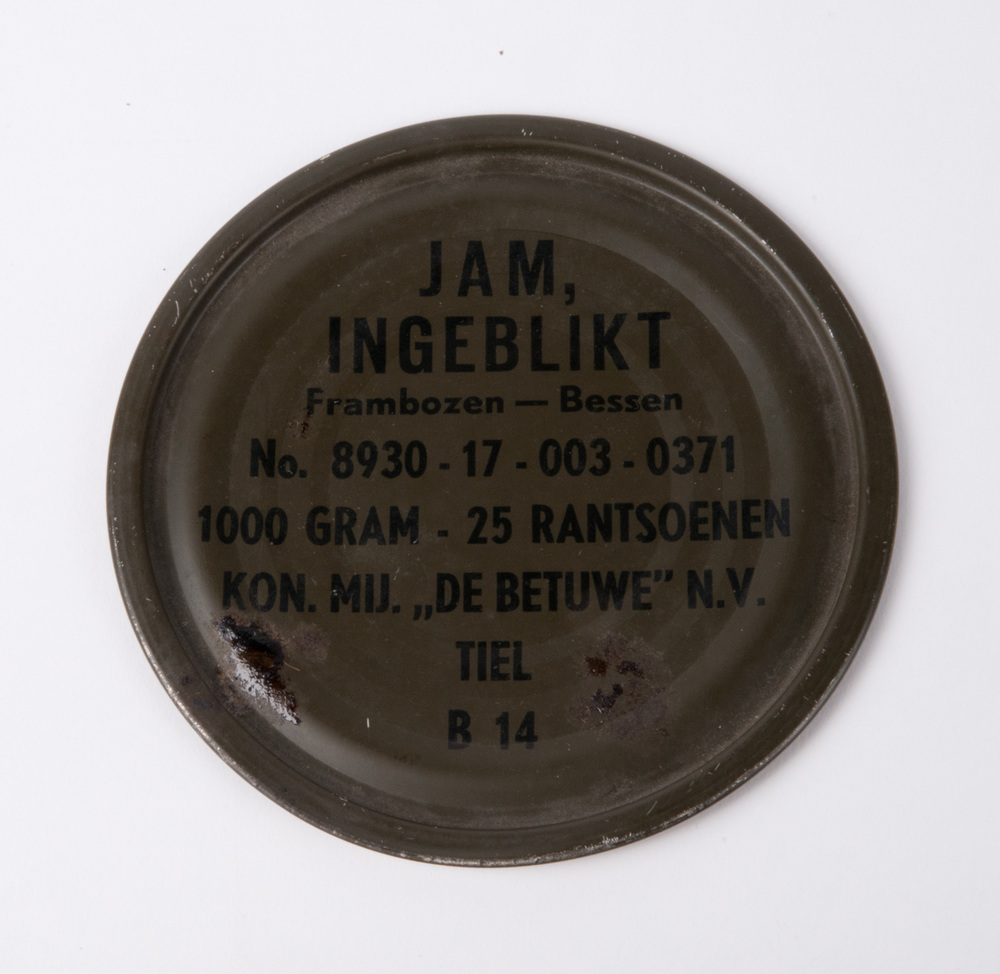 JAM,
INGEBLIKT
Frambozen — Bessen
No. 8930 - 17 - 003 - 0371
1000 GRAM - 25 RANTSOENEN
KON. MIJ. „DE BETUWE” N.V.
TIEL
B 14